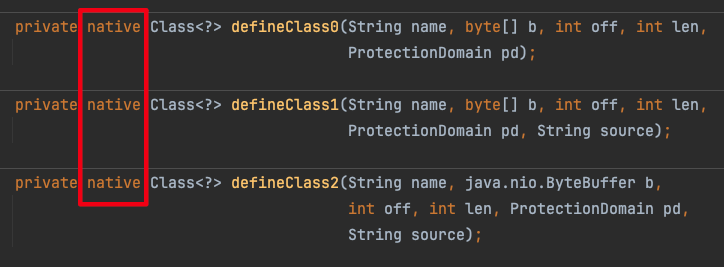 private native Class<?> defineClass0(String name, byte[] b, int off, int len,
ProtectionDomain pd);
private native Class<?> defineClass1(String name, byte[] b, int off, int len,
ProtectionDomain pd, String source);
private native Class<?> defineClass2(String name, java.nio.ByteBuffer b,
int off, int len, ProtectionDomain pd,
String source);